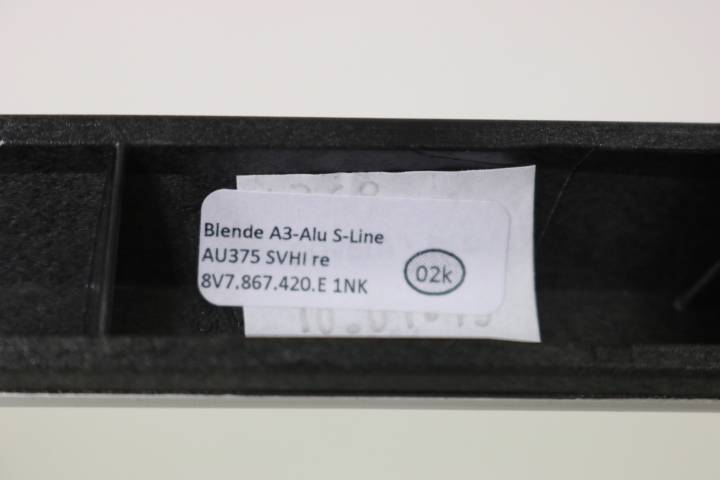 Blende A3-Alu S-Line
AU375 SVHI re
8V7.867.420.E 1NK
02k